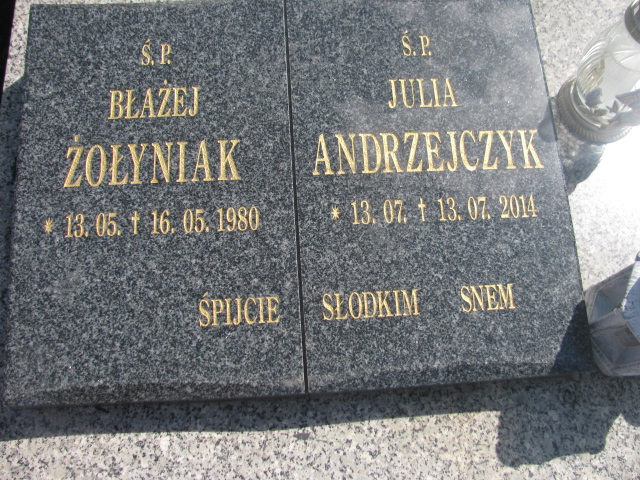 Ś. P.
BŁAŻEJ
ŻOŁYNIAK
* 13. 05. † 16. 05. 1980
Ś. P.
JULIA
ANDRZEJCZYK
* 13. 07. † 13. 07. 2014
ŚPIJCIE SŁODKIM SNEM